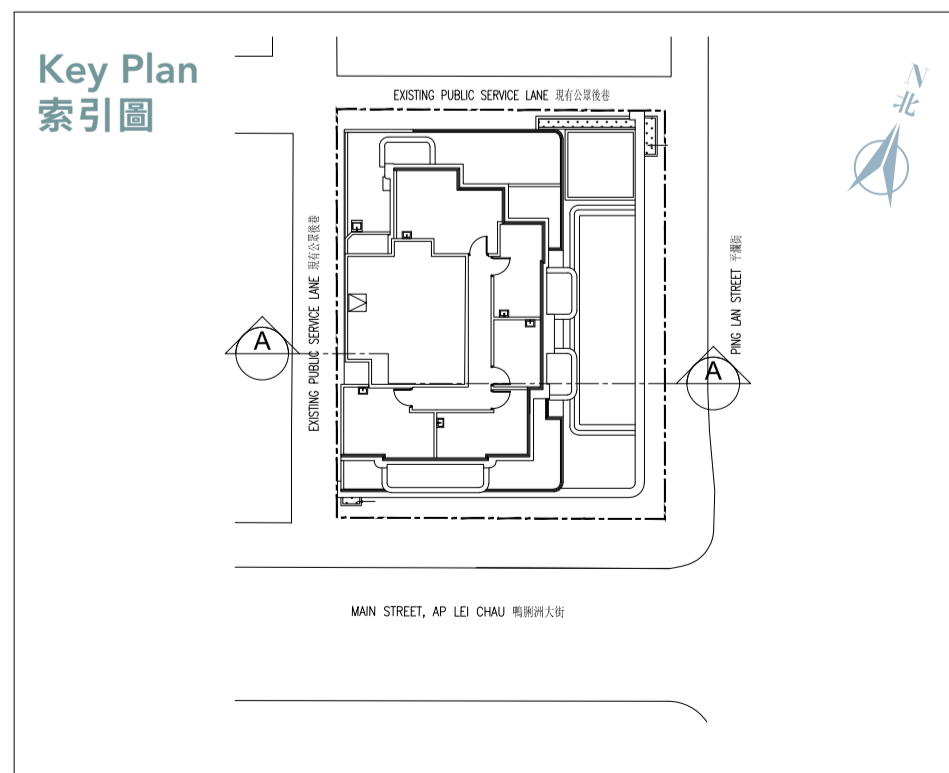 Key Plan
索引圖
EXISTING PUBLIC SERVICE LANE 現有公眾後巷
N
北
EXISTING PUBLIC SERVICE LANE 現有公眾後巷
PING LAN STREET 平瀾街
A
A
MAIN STREET, AP LEI CHAU 鴨脷洲大街